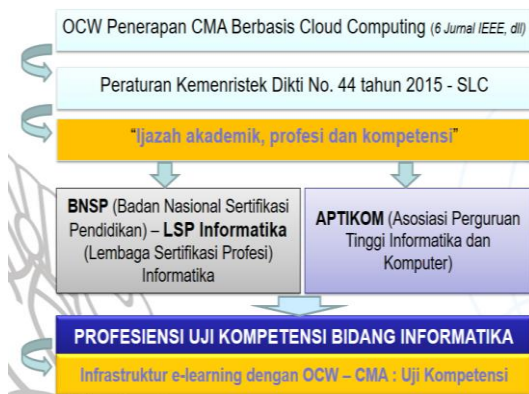 OCW Penerapan CMA Berbasis Cloud Computing (6 Jurnal IEEE, dll)
Peraturan Kemenristek Dikti No. 44 tahun 2015 - SLC
“Ijazah akademik, profesi dan kompetensi”
BNSP (Badan Nasional Sertifikasi
Pendidikan) – LSP Informatika
(Lembaga Sertifikasi Profesi)
Informatika
APTIKOM (Asosiasi Perguruan
Tinggi Informatika dan
Komputer)
PROFESIENSI UJI KOMPETENSI BIDANG INFORMATIKA
Infrastruktur e-learning dengan OCW – CMA : Uji Kompetensi